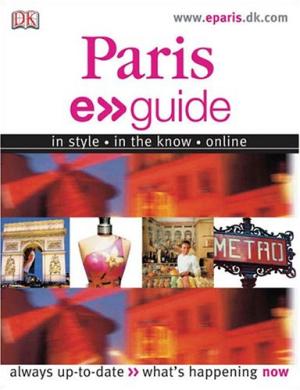 DK
www.eparis.dk.com
Paris
e>>guide
in style • in the know • online
METRO
always up-to-date >> what's happening now